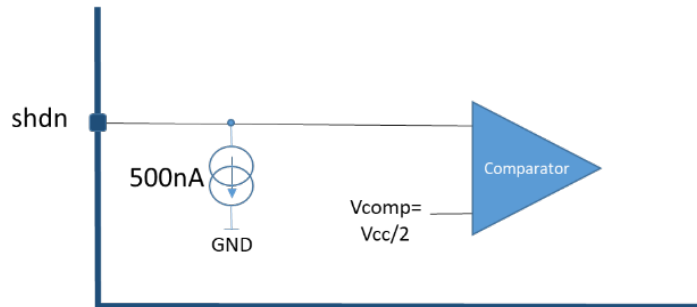 shdn
500nA
GND
Comparator
Vcomp=
Vcc/2